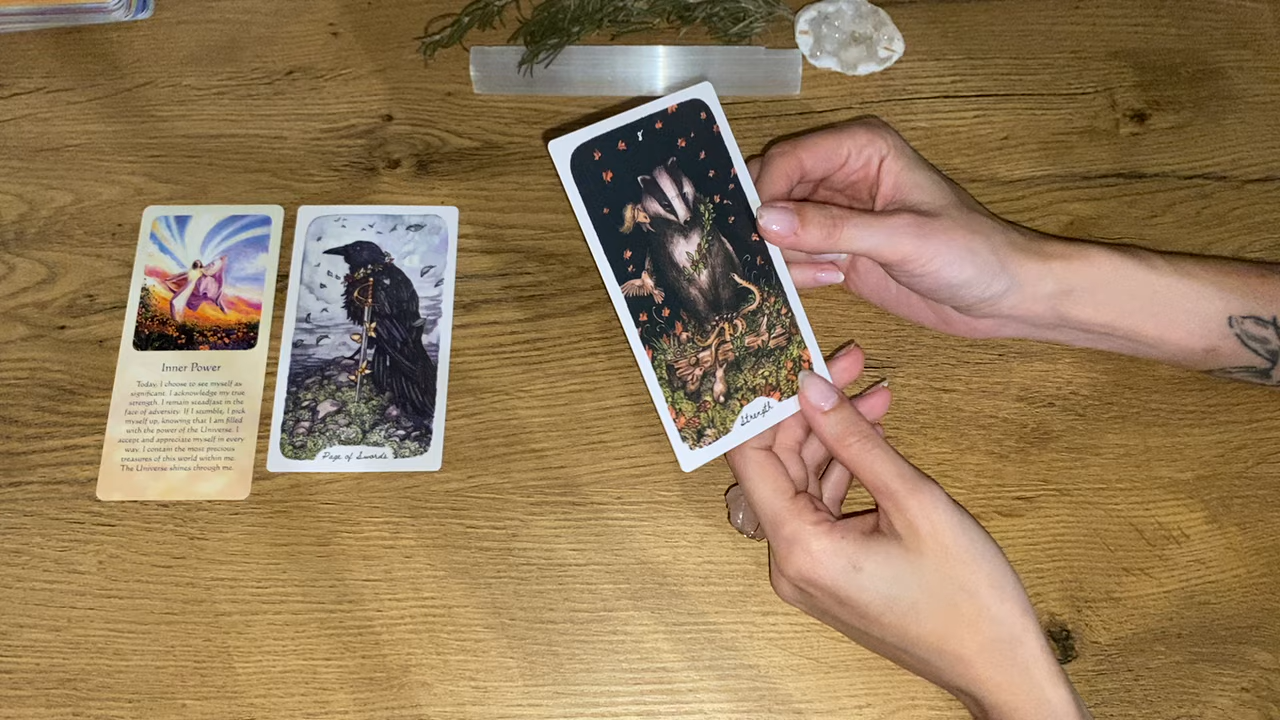 Inner Power
Today, I choose to see myself as
significant. I acknowledge my true
strength. I remain steadfast in the
face of adversity. If I stumble, I pick
myself up, knowing that I am filled
with the power of the Universe. I
accept and appreciate myself in every
way. I contain the most precious
treasures of this world within me.
The Universe shines through me.
Page of Swords
8
Strength